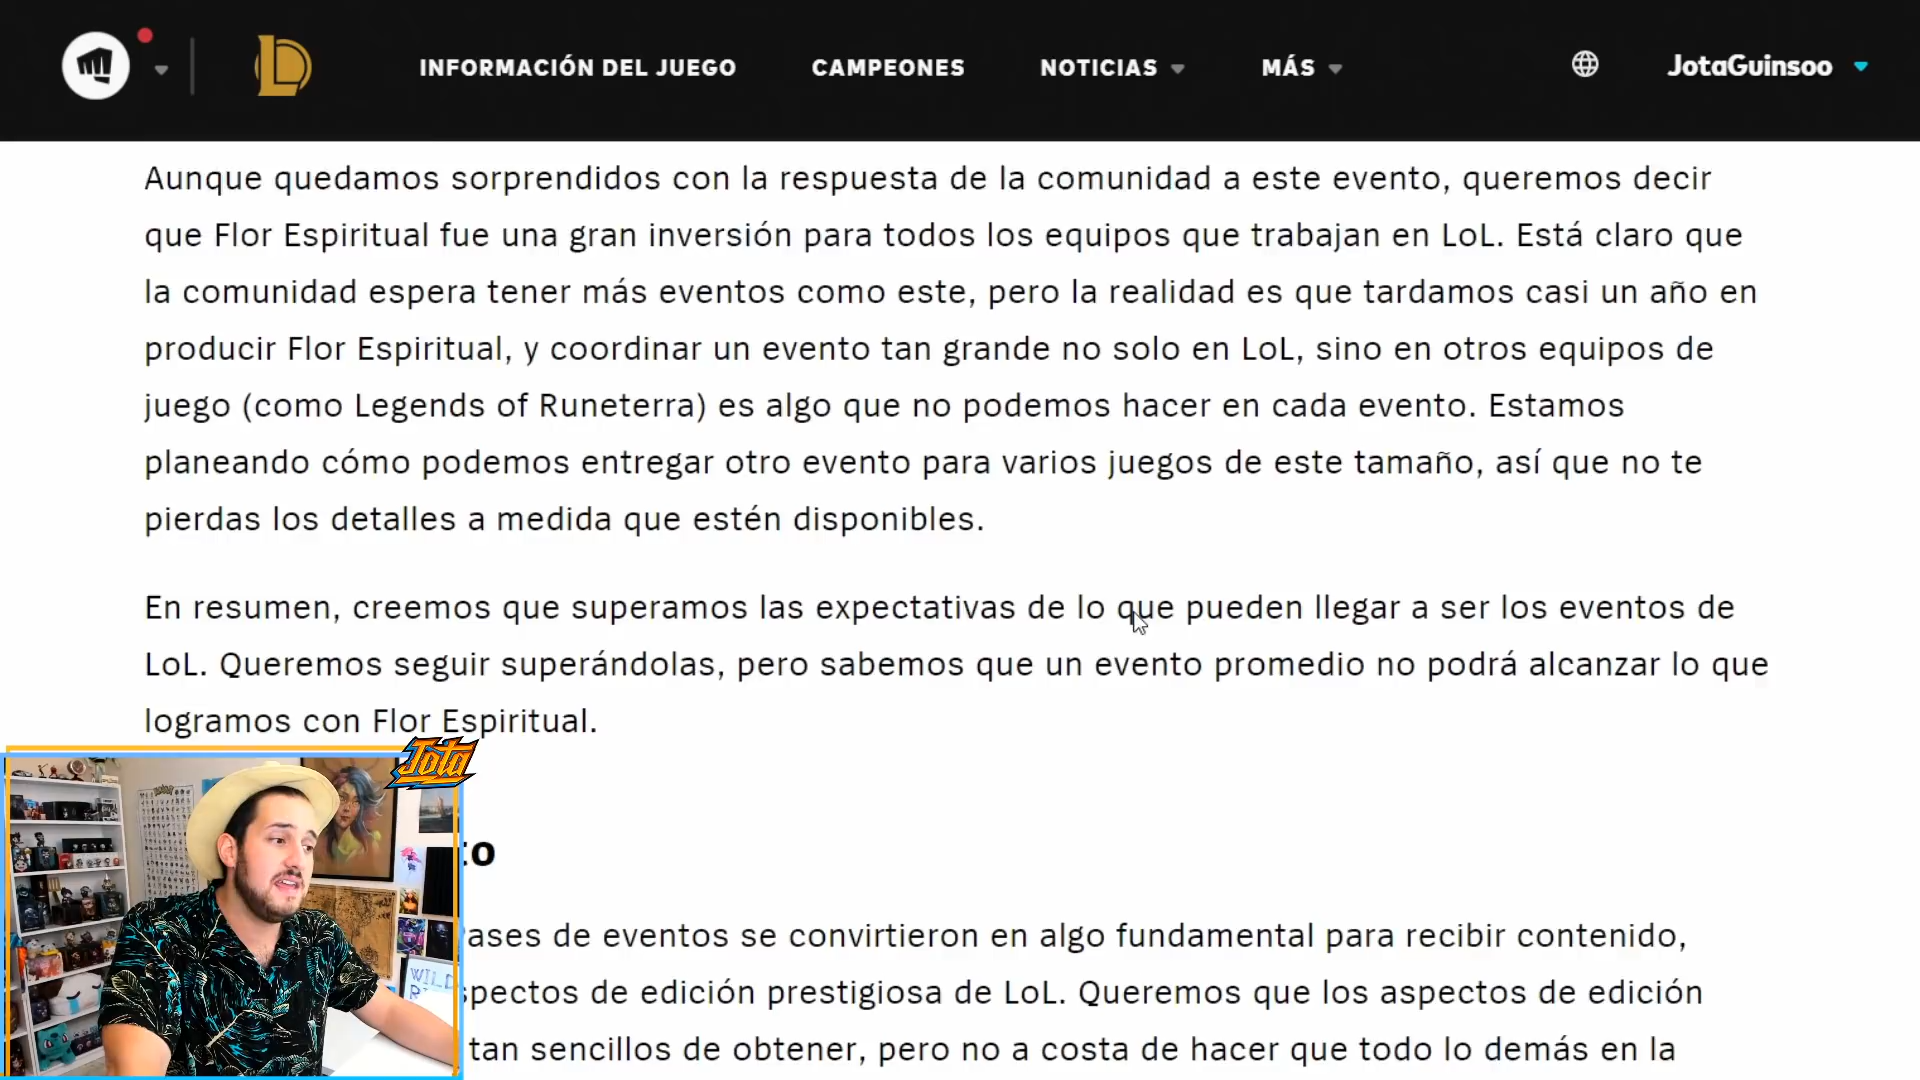 INFORMACIÓN DEL JUEGO CAMPEONES NOTICIAS MÁS JotaGuinsoo
Aunque quedamos sorprendidos con la respuesta de la comunidad a este evento, queremos decir
que Flor Espiritual fue una gran inversión para todos los equipos que trabajan en LoL. Está claro que
la comunidad espera tener más eventos como este, pero la realidad es que tardamos casi un año en
producir Flor Espiritual, y coordinar un evento tan grande no solo en LoL, sino en otros equipos de
juego (como Legends of Runeterra) es algo que no podemos hacer en cada evento. Estamos
planeando cómo podemos entregar otro evento para varios juegos de este tamaño, así que no te
pierdas los detalles a medida que estén disponibles.
En resumen, creemos que superamos las expectativas de lo que pueden llegar a ser los eventos de
LoL. Queremos seguir superándolas, pero sabemos que un evento promedio no podrá alcanzar lo que
logramos con Flor Espiritual.
Jota
to
ases de eventos se convirtieron en algo fundamental para recibir contenido,
spectos de edición prestigiosa de LoL. Queremos que los aspectos de edición
tan sencillos de obtener, pero no a costa de hacer que todo lo demás en la
WILD